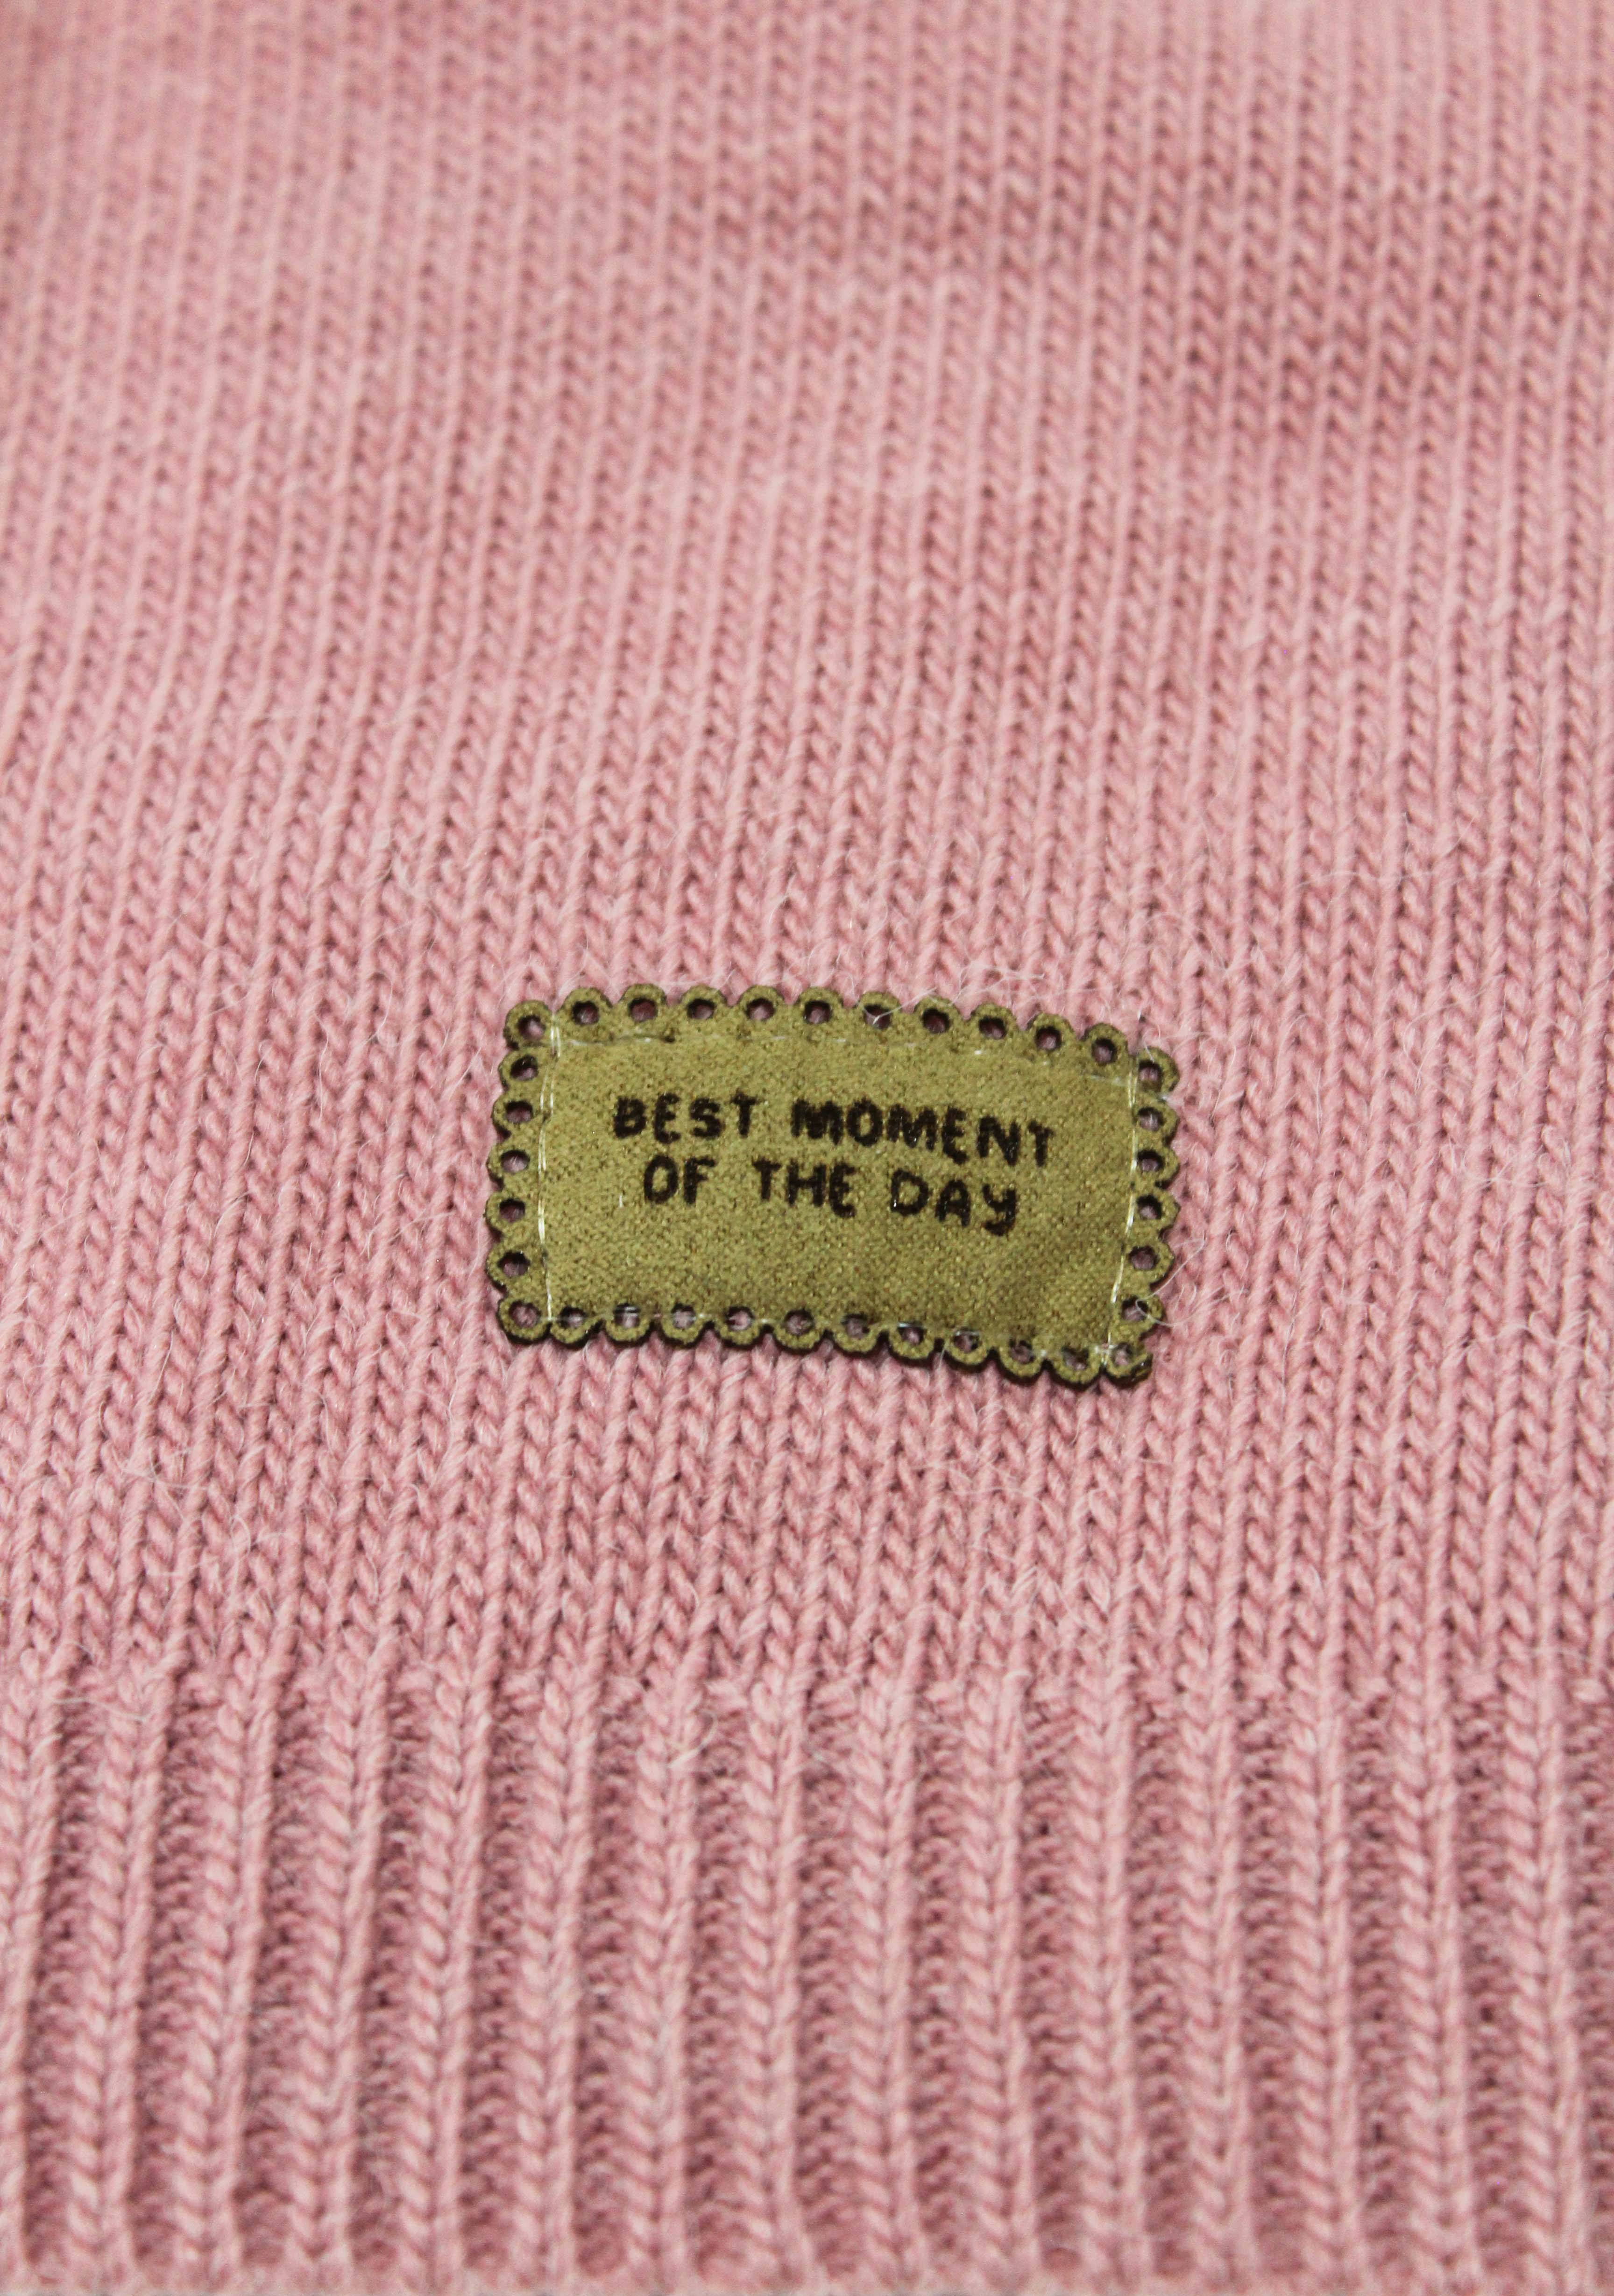 BEST MOMENT
OF THE DAY